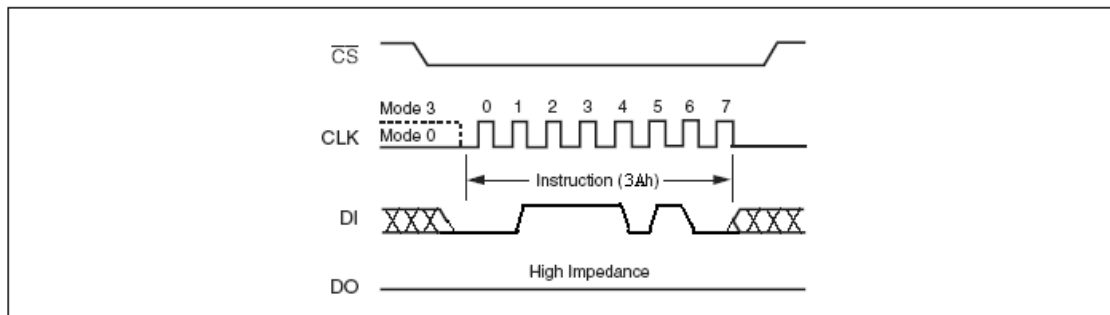 C̅S̅
Mode 3 0 1 2 3 4 5 6 7
CLK Mode 0
Instruction (3Ah)
DI
High Impedance
DO